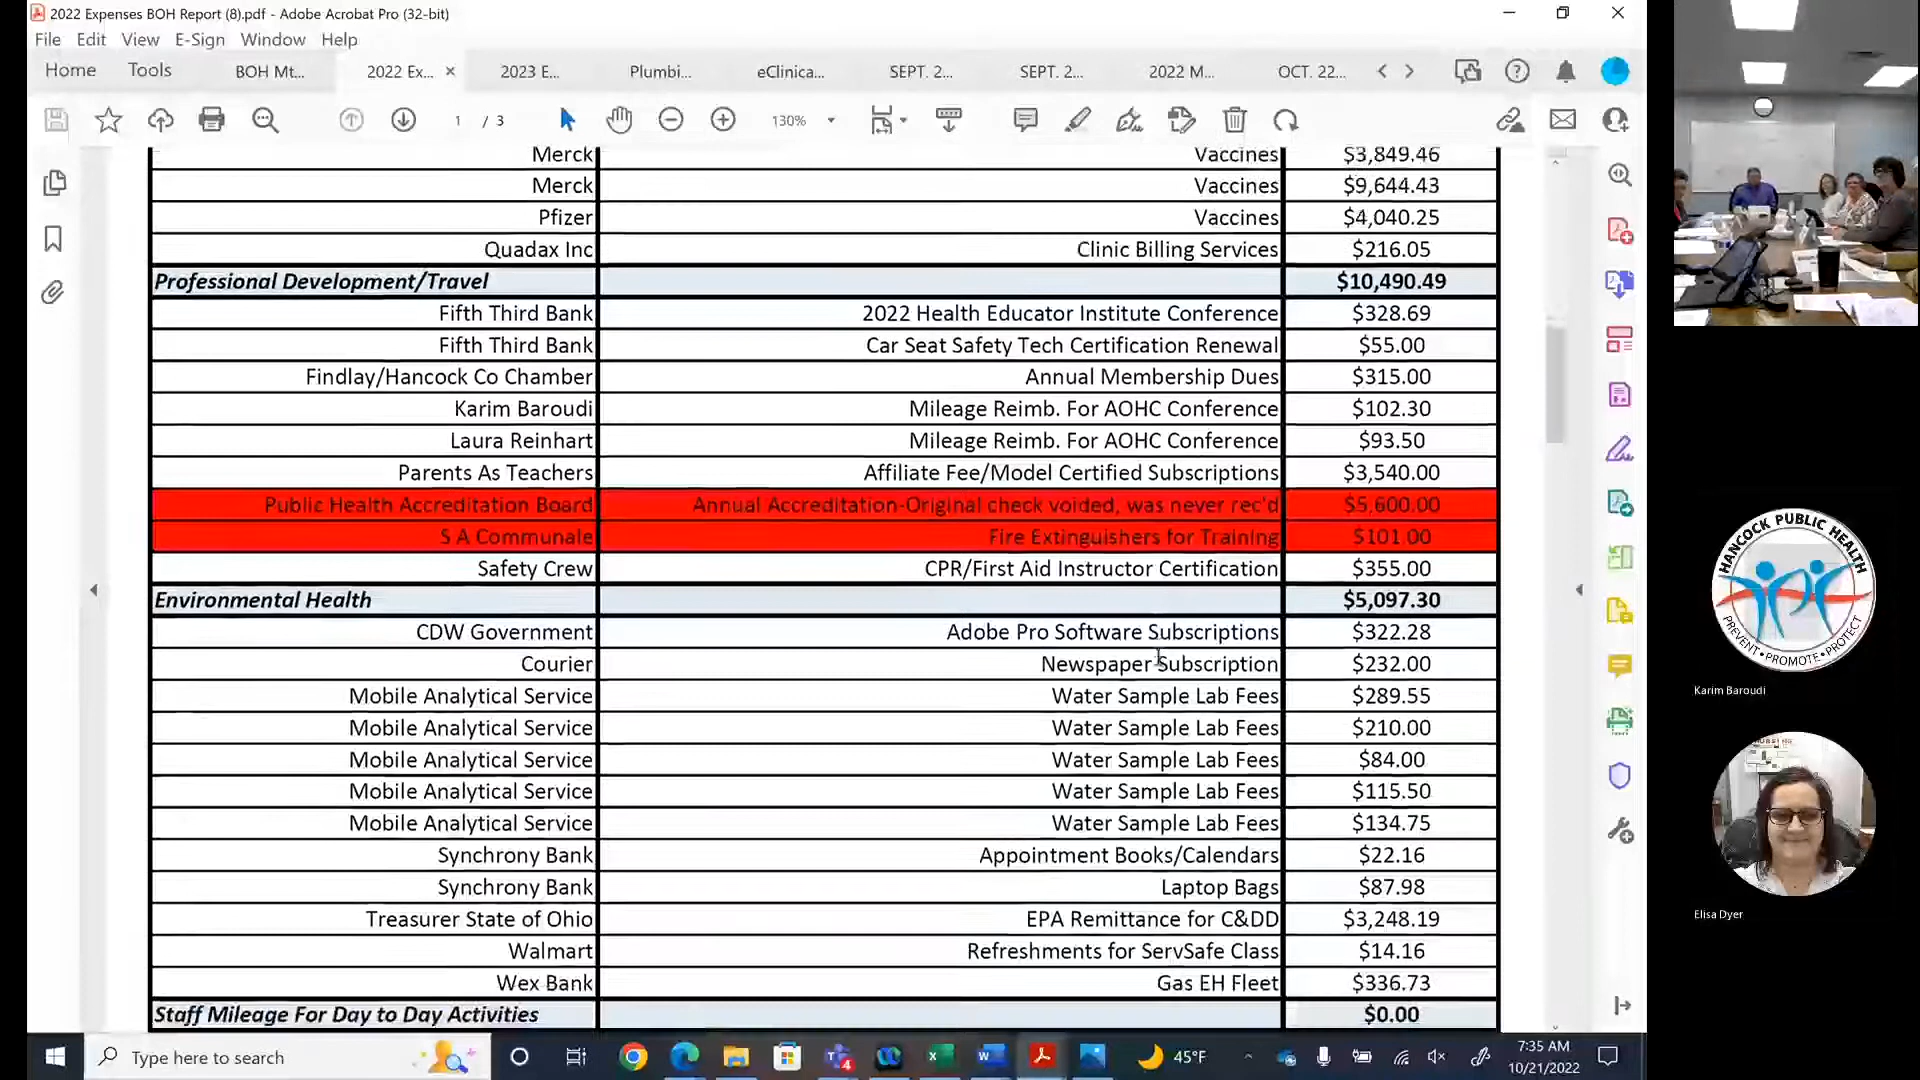 2022 Expenses BOH Report (8).pdf - Adobe Acrobat Pro (32-bit)
File Edit View E-Sign Window Help
Home Tools BOH Mt... 2022 Ex... 2023 E... Plumbi... eClinica... SEPT. 2... SEPT. 2... 2022 M... OCT. 22...
1 / 3 130%
Merck Vaccines $3,849.46
Merck Vaccines $9,644.43
Pfizer Vaccines $4,040.25
Quadax Inc Clinic Billing Services $216.05
Professional Development/Travel $10,490.49
Fifth Third Bank 2022 Health Educator Institute Conference $328.69
Fifth Third Bank Car Seat Safety Tech Certification Renewal $55.00
Findlay/Hancock Co Chamber Annual Membership Dues $315.00
Karim Baroudi Mileage Reimb. For AOHC Conference $102.30
Laura Reinhart Mileage Reimb. For AOHC Conference $93.50
Parents As Teachers Affiliate Fee/Model Certified Subscriptions $3,540.00
Public Health Accreditation Board Annual Accreditation-Original check voided, was never rec'd $5,600.00
S A Communale Fire Extinguishers for Training $101.00
Safety Crew CPR/First Aid Instructor Certification $355.00
Environmental Health $5,097.30
CDW Government Adobe Pro Software Subscriptions $322.28
Courier Newspaper Subscription $232.00
Mobile Analytical Service Water Sample Lab Fees $289.55
Mobile Analytical Service Water Sample Lab Fees $210.00
Mobile Analytical Service Water Sample Lab Fees $84.00
Mobile Analytical Service Water Sample Lab Fees $115.50
Mobile Analytical Service Water Sample Lab Fees $134.75
Synchrony Bank Appointment Books/Calendars $22.16
Synchrony Bank Laptop Bags $87.98
Treasurer State of Ohio EPA Remittance for C&DD $3,248.19
Walmart Refreshments for ServSafe Class $14.16
Wex Bank Gas EH Fleet $336.73
Staff Mileage For Day to Day Activities $0.00
Type here to search
4
45°F
7:35 AM
10/21/2022
HANCOCK PUBLIC HEALTH
PREVENT • PROMOTE • PROTECT
Karim Baroudi
Elisa Dyer